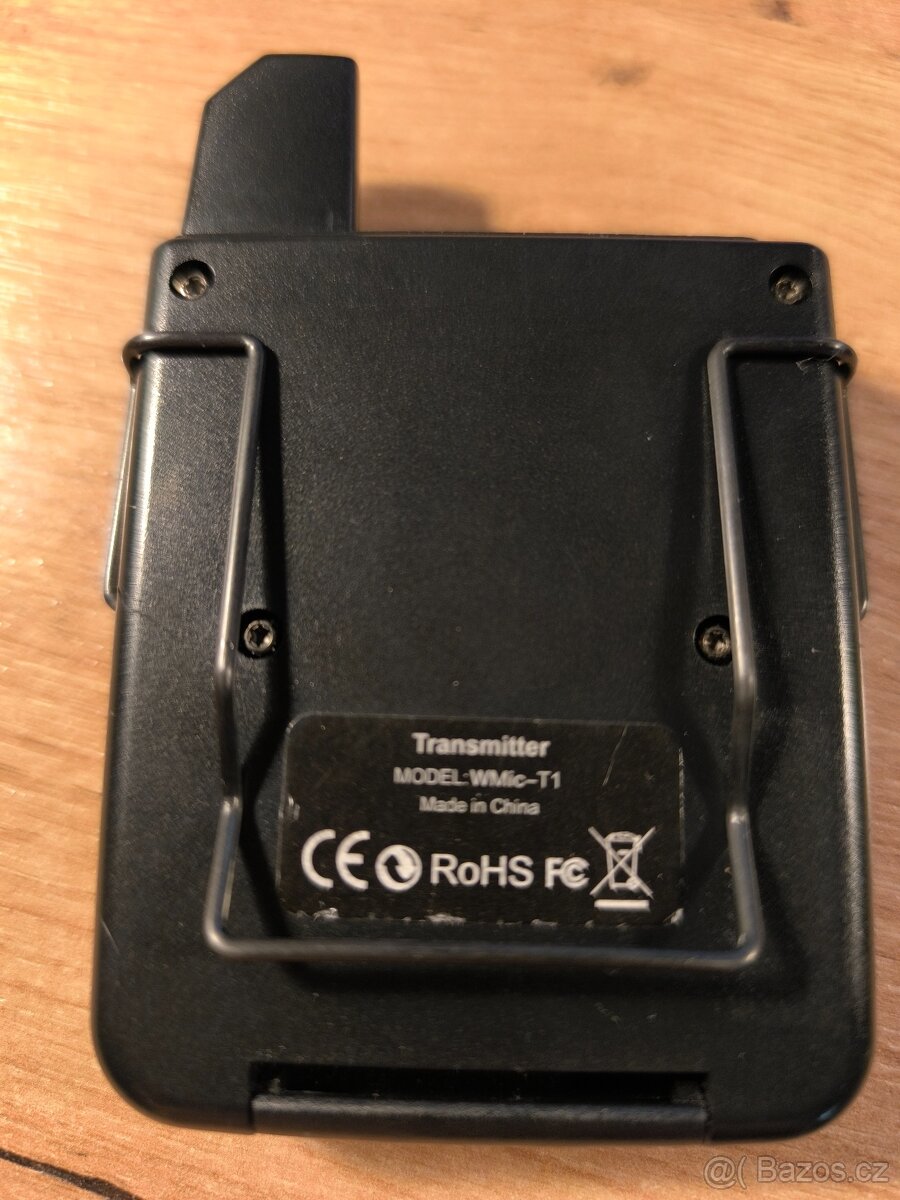 Transmitter
MODEL:WMic-T1
Made in China
CE RoHS FC
@( Bazos.cz